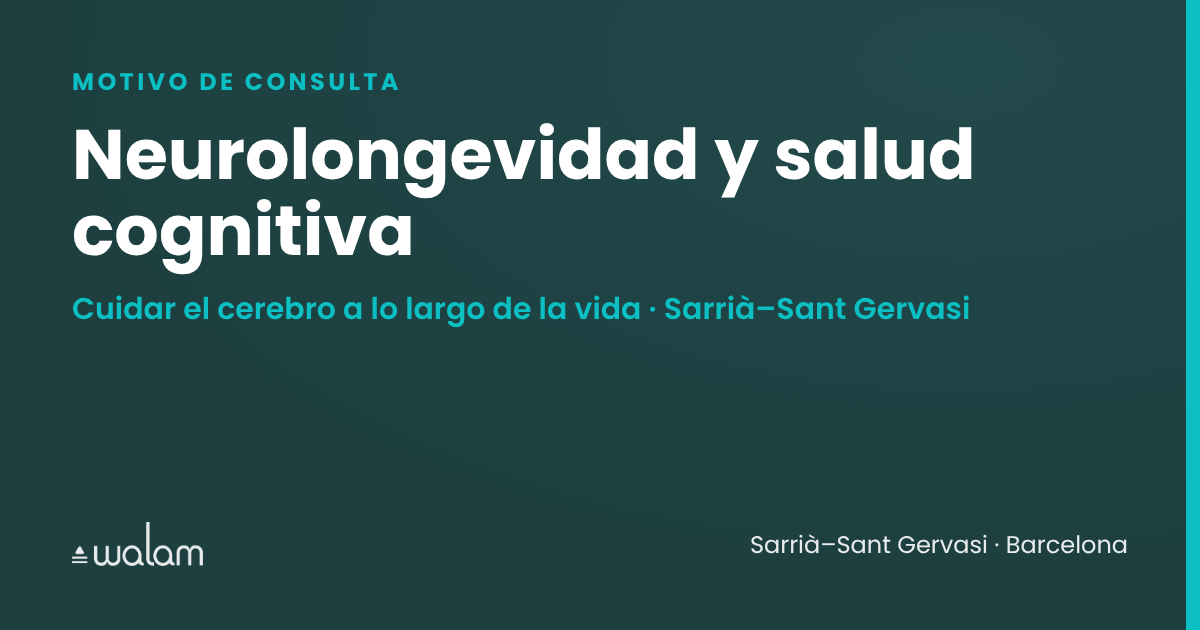 MOTIVO DE CONSULTA
Neurolongevidad y salud
cognitiva
Cuidar el cerebro a lo largo de la vida · Sarrià–Sant Gervasi
walam
Sarrià–Sant Gervasi · Barcelona